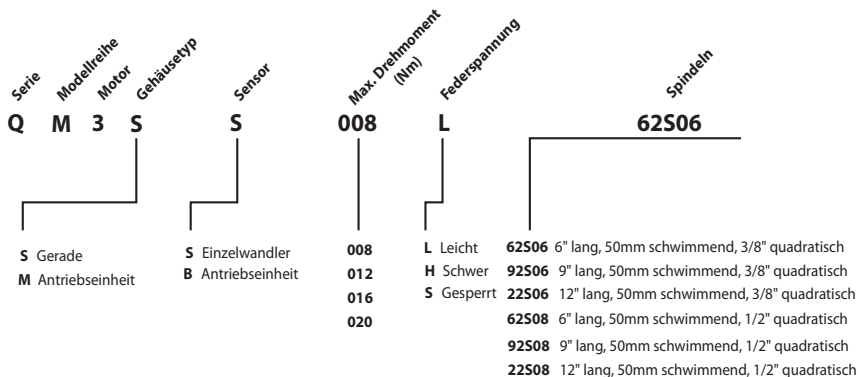 Serie
Modellreihe
Motor
Gehäusetyp
Sensor
Max. Drehmoment
(Nm)
Federspannung
Spindeln
Q M 3 S S 008 L 62S06
S Gerade
M Antriebseinheit
S Einzelwandler
B Antriebseinheit
008
012
016
020
L Leicht
H Schwer
S Gesperrt
62S06 6" lang, 50mm schwimmend, 3/8" quadratisch
92S06 9" lang, 50mm schwimmend, 3/8" quadratisch
22S06 12" lang, 50mm schwimmend, 3/8" quadratisch
62S08 6" lang, 50mm schwimmend, 1/2" quadratisch
92S08 9" lang, 50mm schwimmend, 1/2" quadratisch
22S08 12" lang, 50mm schwimmend, 1/2" quadratisch